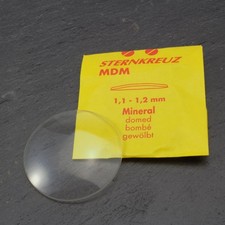 STERNKREUZ
MDM
1,1 - 1,2 mm
Mineral
domed
bombé
gewölbt